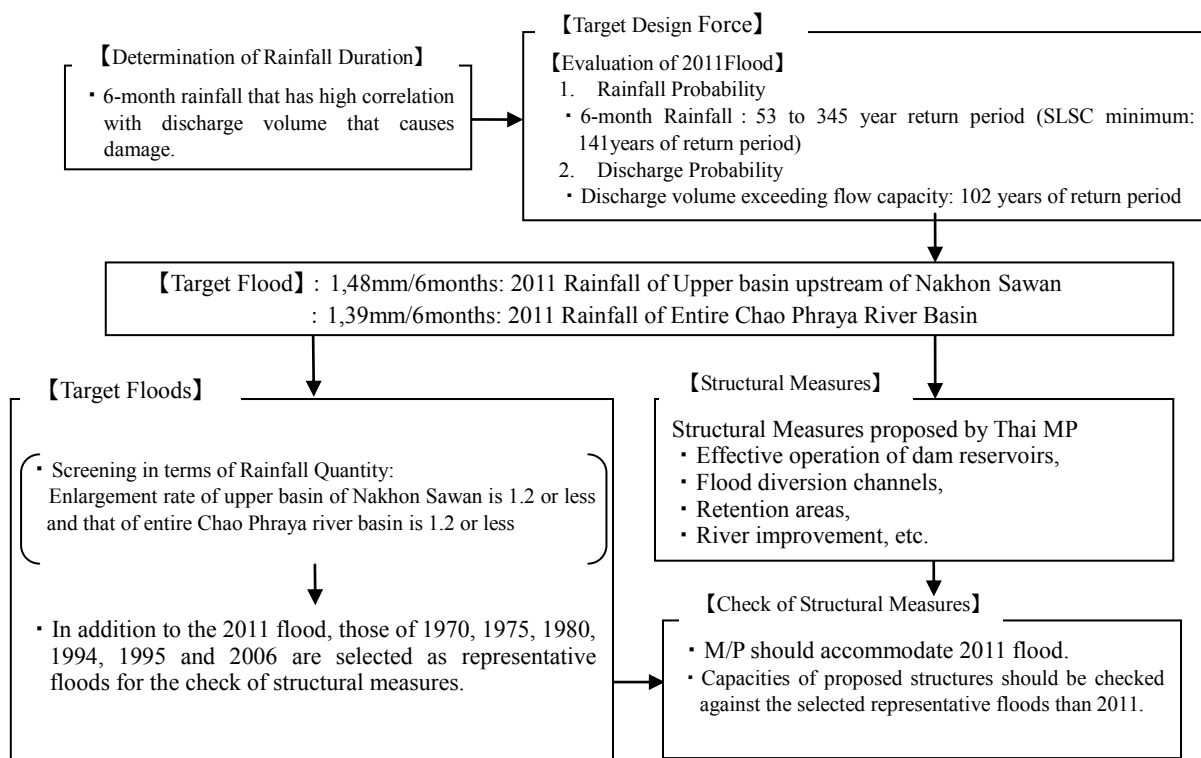 【Determination of Rainfall Duration】
・6-month rainfall that has high correlation
with discharge volume that causes
damage.
【Target Design Force】
【Evaluation of 2011Flood】
1. Rainfall Probability
・6-month Rainfall : 53 to 345 year return period (SLSC minimum:
141years of return period)
2. Discharge Probability
・Discharge volume exceeding flow capacity: 102 years of return period
【Target Flood】 : 1,48mm/6months: 2011 Rainfall of Upper basin upstream of Nakhon Sawan
: 1,39mm/6months: 2011 Rainfall of Entire Chao Phraya River Basin
【Target Floods】
・Screening in terms of Rainfall Quantity:
Enlargement rate of upper basin of Nakhon Sawan is 1.2 or less
and that of entire Chao Phraya river basin is 1.2 or less
・In addition to the 2011 flood, those of 1970, 1975, 1980,
1994, 1995 and 2006 are selected as representative
floods for the check of structural measures.
【Structural Measures】
Structural Measures proposed by Thai MP
・Effective operation of dam reservoirs,
・Flood diversion channels,
・Retention areas,
・River improvement, etc.
【Check of Structural Measures】
・M/P should accommodate 2011 flood.
・Capacities of proposed structures should be checked
against the selected representative floods than 2011.